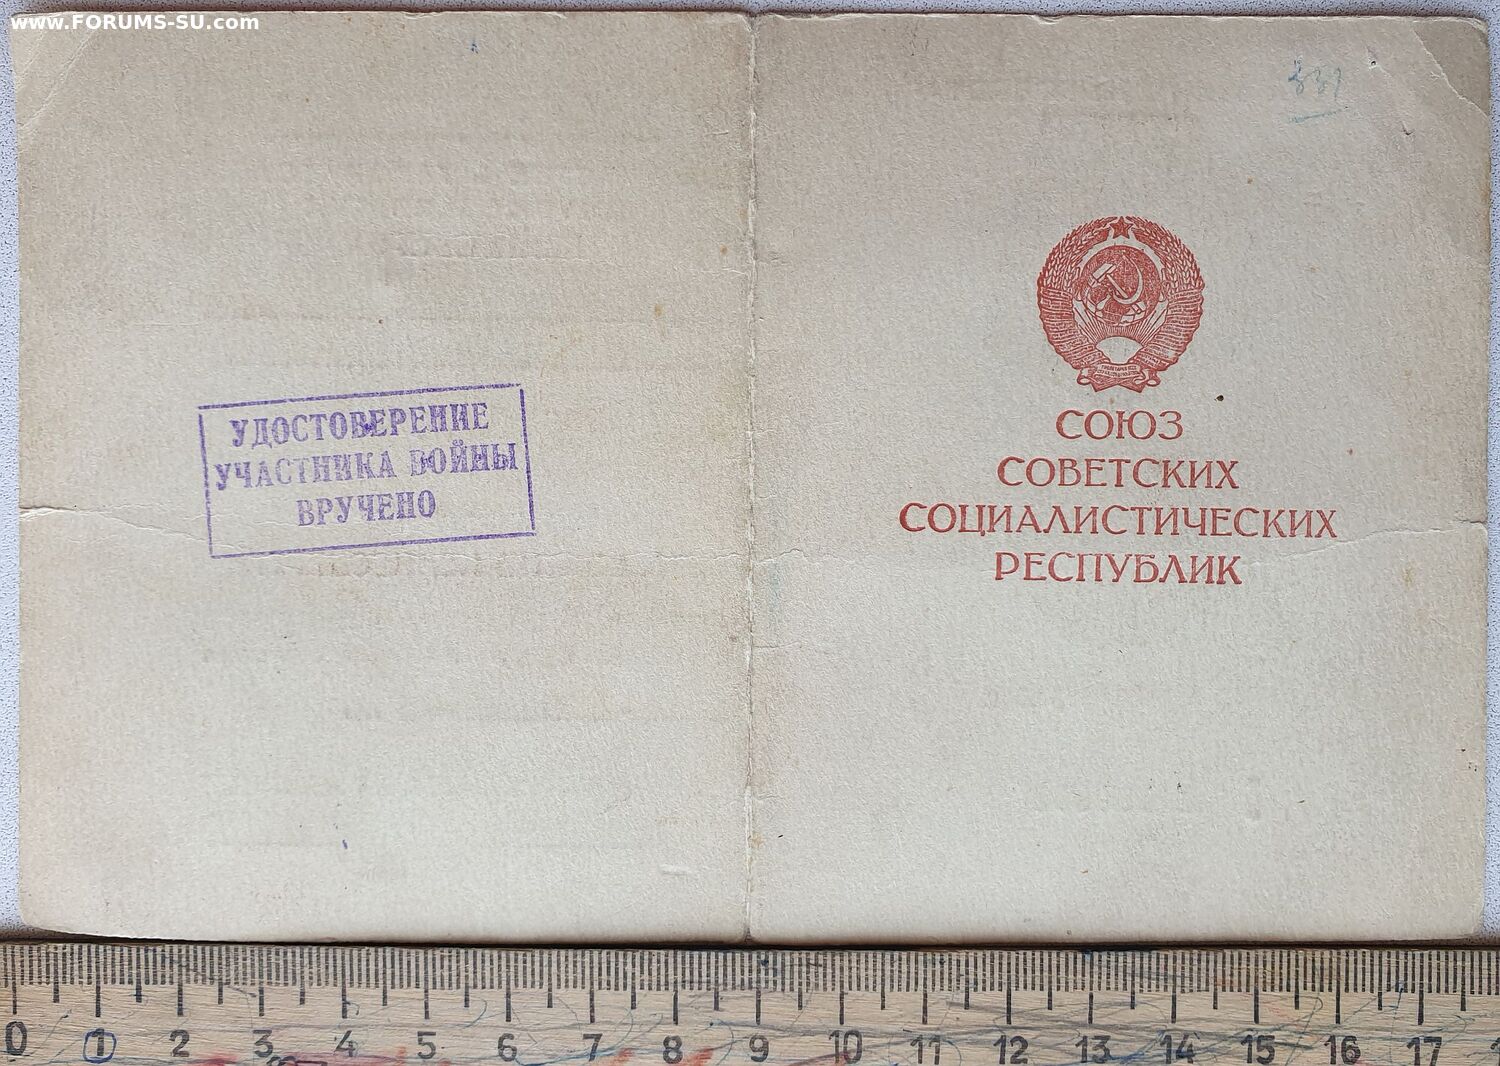 www.FORUMS-SU.com
УДОСТОВЕРЕНИЕ
УЧАСТНИКА ВОЙНЫ
ВРУЧЕНО
СОЮЗ
СОВЕТСКИХ
СОЦИАЛИСТИЧЕСКИХ
РЕСПУБЛИК
0 1 2 3 4 5 6 7 8 9 10 11 12 13 14 15 16 17